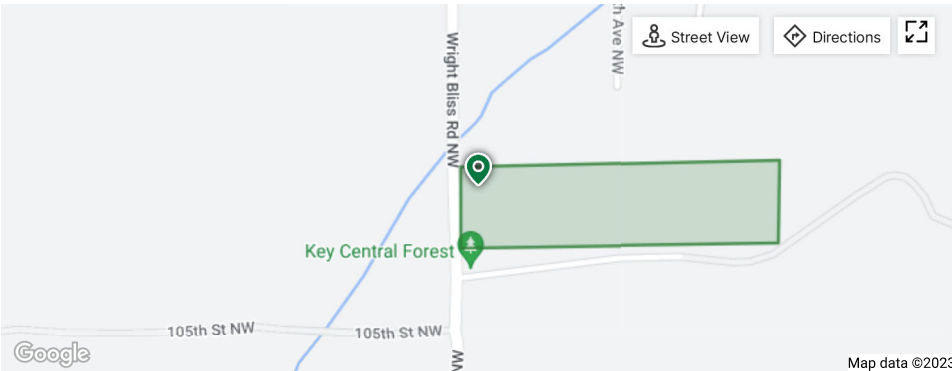 h Ave NW
Street View
Directions
Wright Bliss Rd NW
Key Central Forest
105th St NW
105th St NW
NW
Google
Map data ©2023